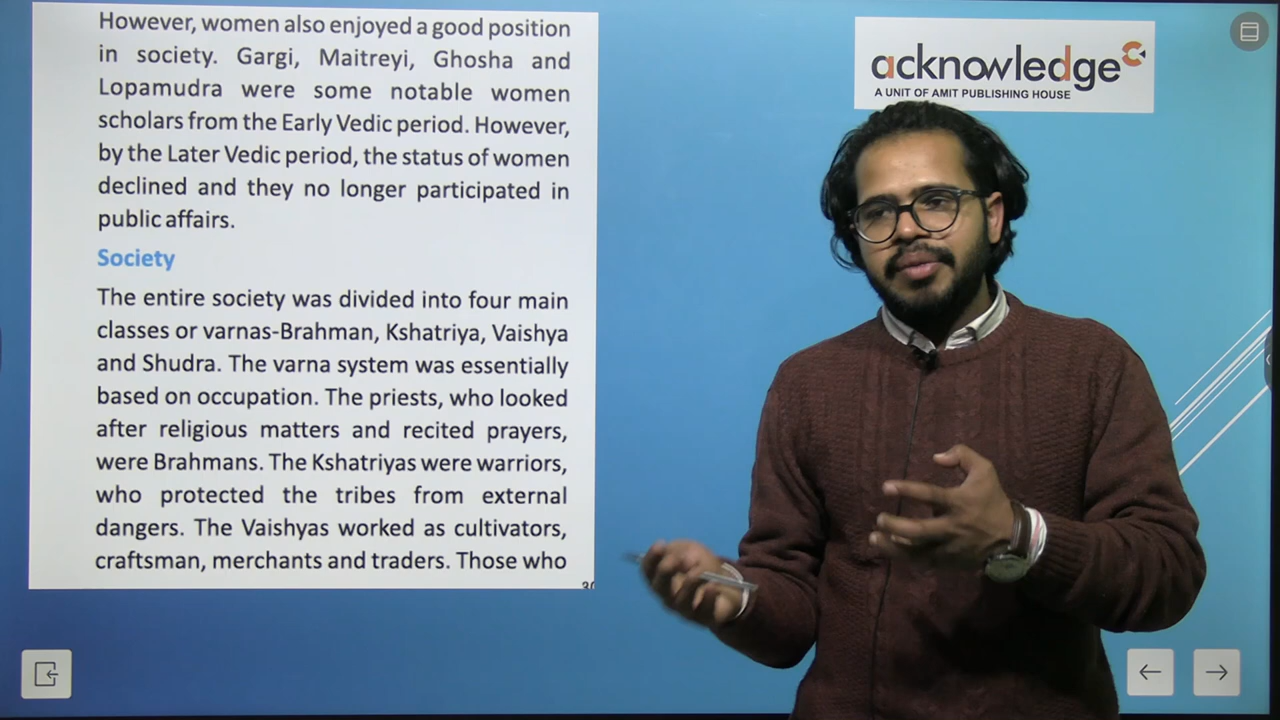 However, women also enjoyed a good position
in society. Gargi, Maitreyi, Ghosha and
Lopamudra were some notable women
scholars from the Early Vedic period. However,
by the Later Vedic period, the status of women
declined and they no longer participated in
public affairs.
Society
The entire society was divided into four main
classes or varnas-Brahman, Kshatriya, Vaishya
and Shudra. The varna system was essentially
based on occupation. The priests, who looked
after religious matters and recited prayers,
were Brahmans. The Kshatriyas were warriors,
who protected the tribes from external
dangers. The Vaishyas worked as cultivators,
craftsman, merchants and traders. Those who
acknowledge
A UNIT OF AMIT PUBLISHING HOUSE